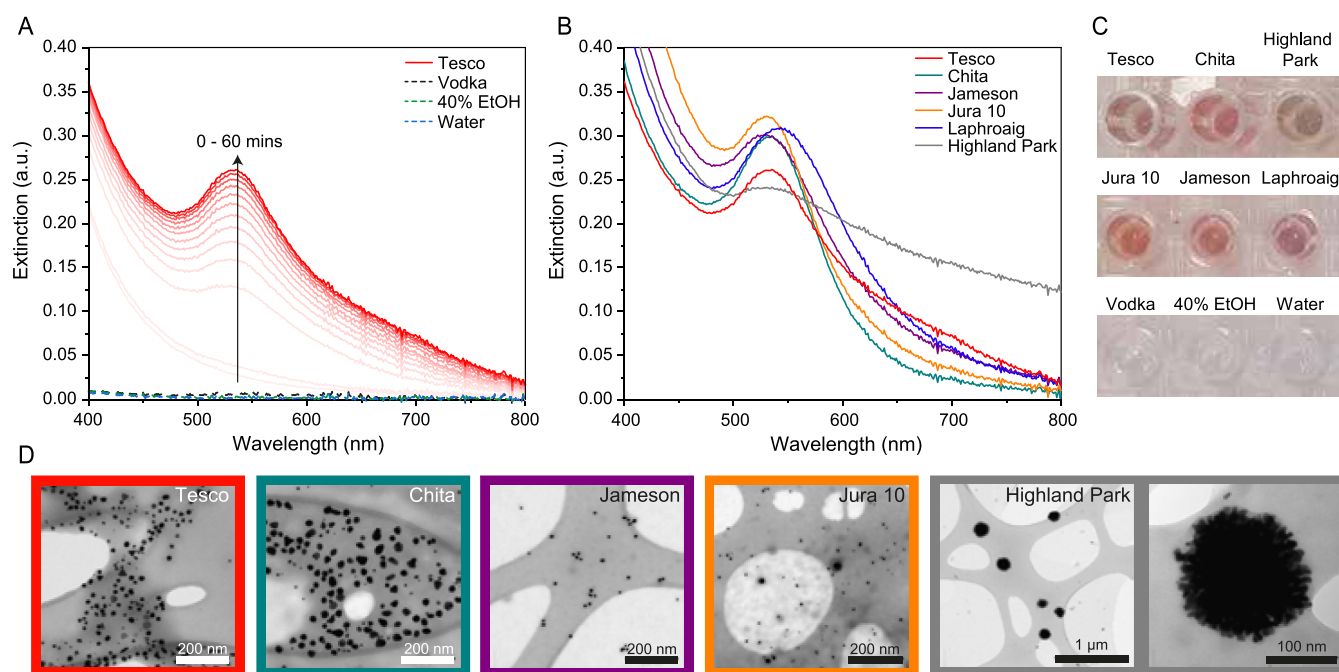 A
Extinction (a.u.)
0.40
0.35
0.30
0.25
0.20
0.15
0.10
0.05
0.00
400
500
600
700
800
Wavelength (nm)
0 - 60 mins
Tesco
Vodka
40% EtOH
Water
B
Extinction (a.u.)
0.40
0.35
0.30
0.25
0.20
0.15
0.10
0.05
0.00
400
500
600
700
800
Wavelength (nm)
Tesco
Chita
Jameson
Jura 10
Laphroaig
Highland Park
C
Tesco
Chita
Highland
Park
Jura 10
Jameson
Laphroaig
Vodka
40% EtOH
Water
D
Tesco
200 nm
Chita
200 nm
Jameson
200 nm
Jura 10
200 nm
Highland Park
1 μm
100 nm